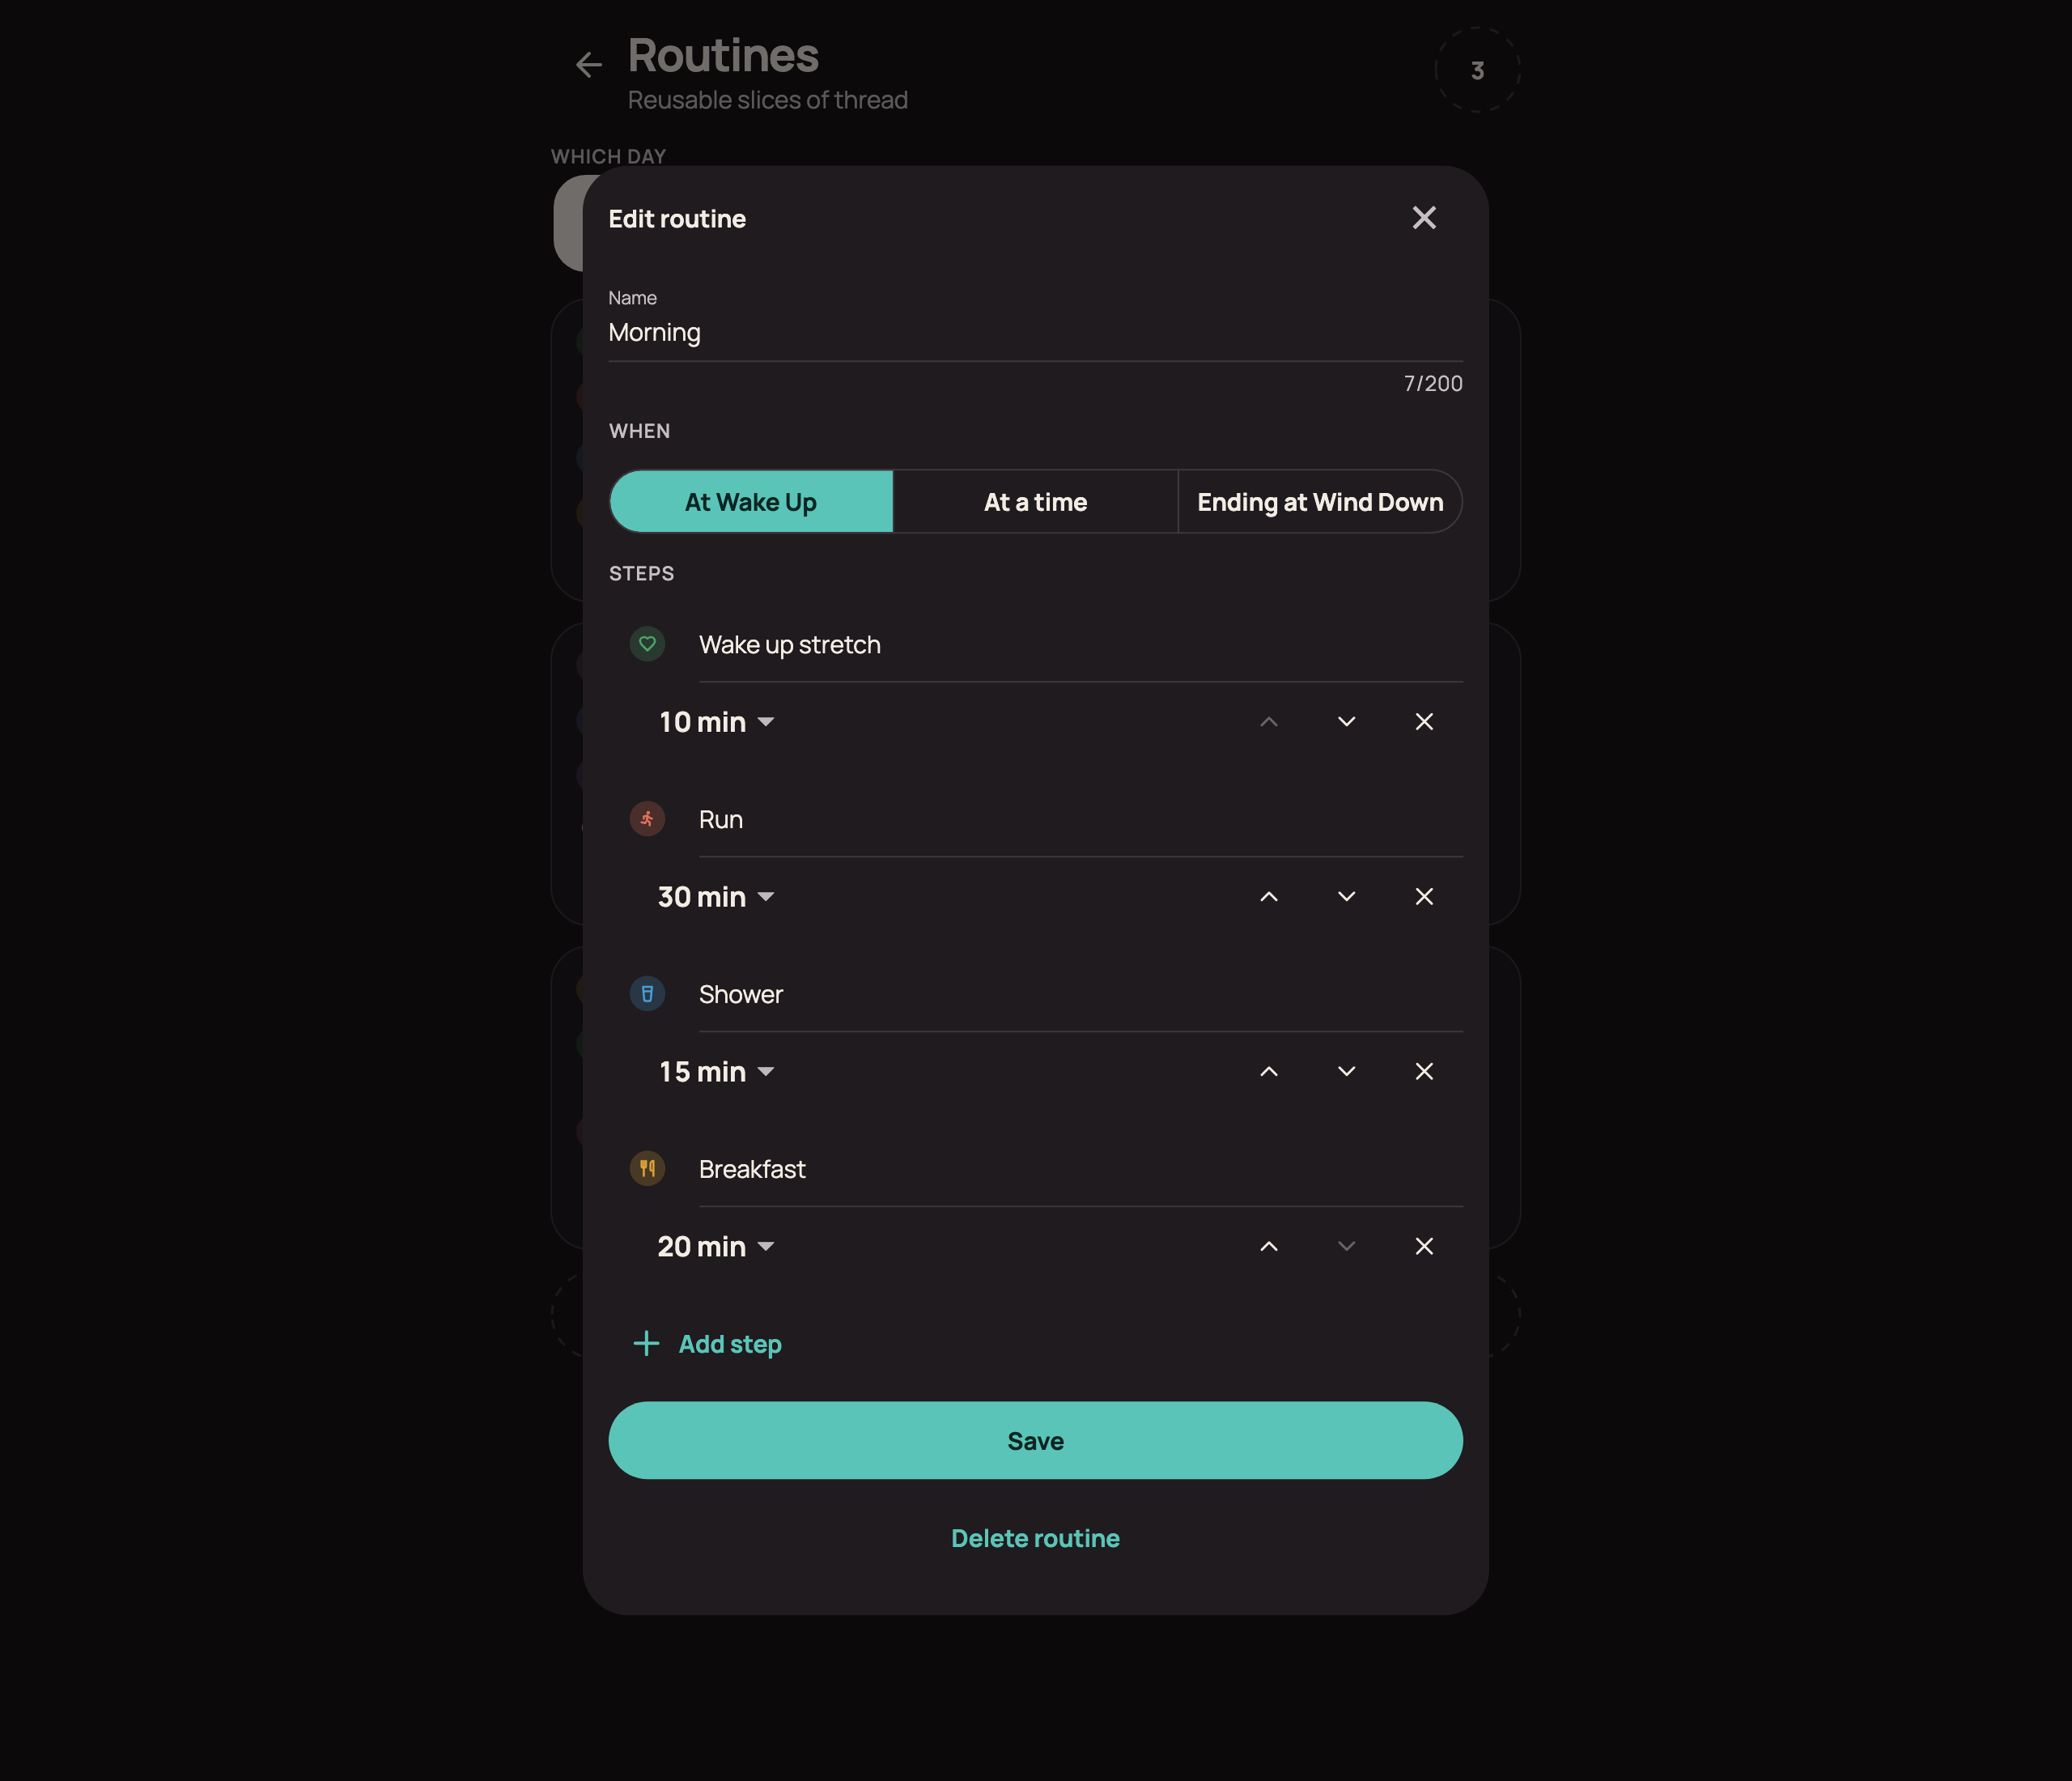 Routines
Reusable slices of thread
3
WHICH DAY
Edit routine
Name
Morning
7/200
WHEN
At Wake Up
At a time
Ending at Wind Down
STEPS
Wake up stretch
10 min
Run
30 min
Shower
15 min
Breakfast
20 min
Add step
Save
Delete routine